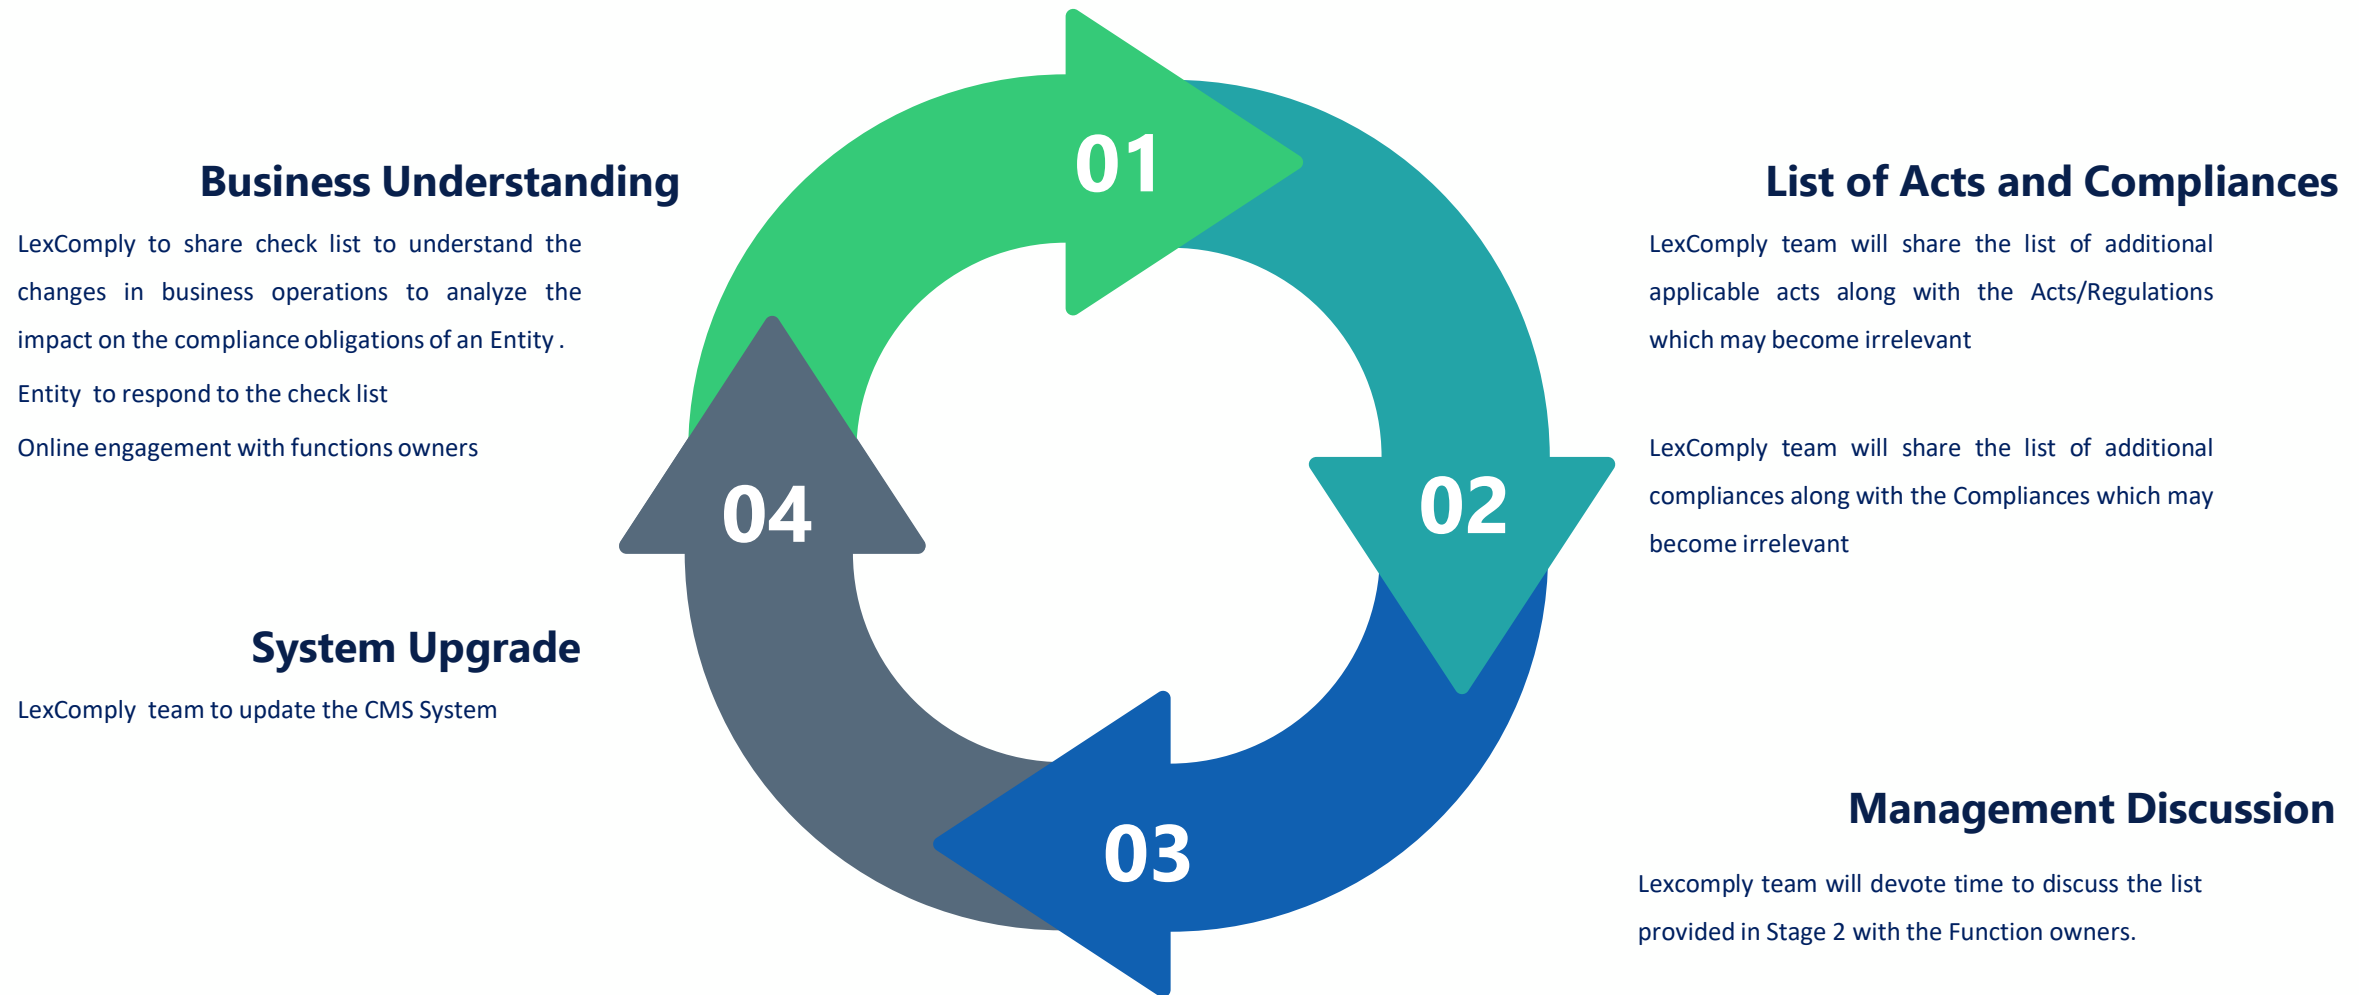 01
Business Understanding
LexComply to share check list to understand the
changes in business operations to analyze the
impact on the compliance obligations of an Entity .
Entity to respond to the check list
Online engagement with functions owners
List of Acts and Compliances
LexComply team will share the list of additional
applicable acts along with the Acts/Regulations
which may become irrelevant
LexComply team will share the list of additional
compliances along with the Compliances which may
become irrelevant
02
04
System Upgrade
LexComply team to update the CMS System
03
Management Discussion
Lexcomply team will devote time to discuss the list
provided in Stage 2 with the Function owners.